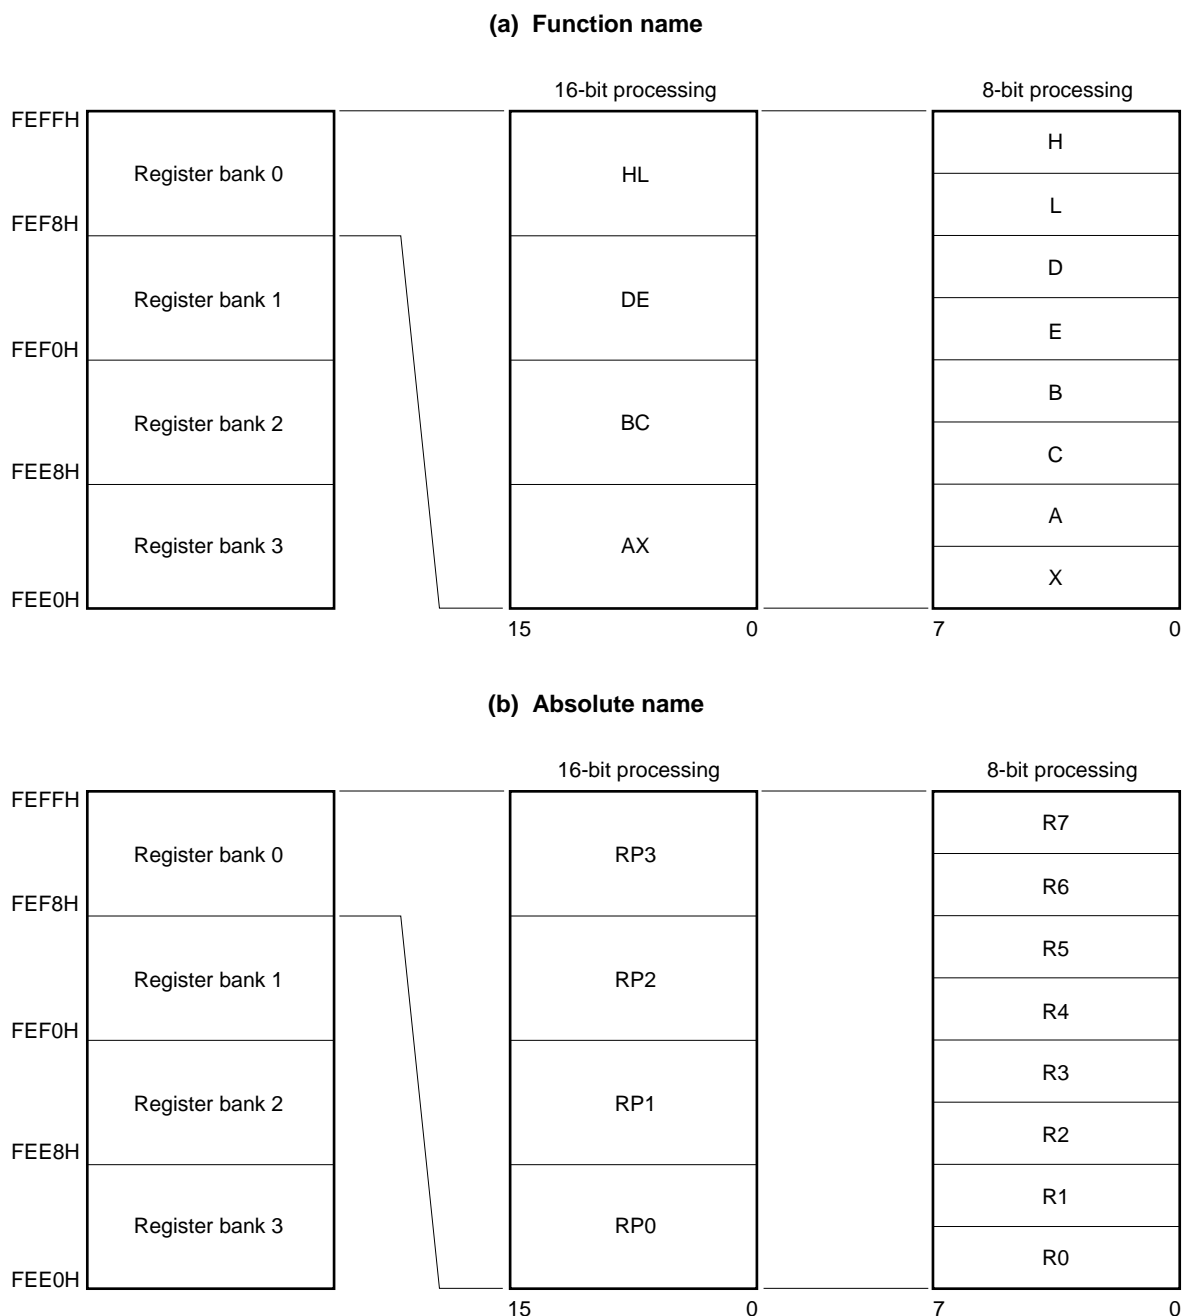 (a) Function name
16-bit processing
8-bit processing
FEFFH
Register bank 0
HL
H
L
FEF8H
Register bank 1
DE
D
E
FEF0H
Register bank 2
BC
B
C
FEE8H
Register bank 3
AX
A
X
FEE0H
15 0
7 0
(b) Absolute name
16-bit processing
8-bit processing
FEFFH
Register bank 0
RP3
R7
R6
FEF8H
Register bank 1
RP2
R5
R4
FEF0H
Register bank 2
RP1
R3
R2
FEE8H
Register bank 3
RP0
R1
R0
FEE0H
15 0
7 0